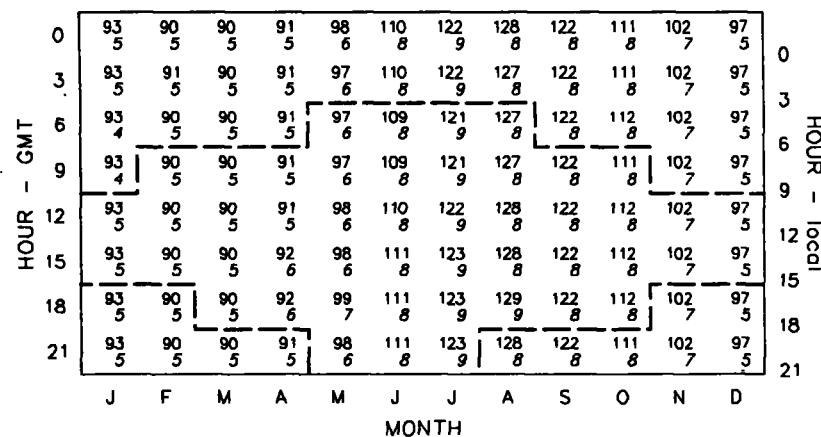 93 90 90 91 98 110 122 128 122 111 102 97
0 5 5 5 5 6 8 9 8 8 8 7 5 0
93 91 90 91 97 110 122 127 122 111 102 97
3 5 5 5 5 6 8 9 8 8 8 7 5 3
93 90 90 91 97 109 121 127 122 112 102 97
6 4 5 5 5 6 8 9 8 8 8 7 5 6
93 90 90 91 97 109 121 127 122 111 102 97
9 4 5 5 5 6 8 9 8 8 8 7 5 9
93 90 90 91 98 110 122 128 122 112 102 97
12 5 5 5 5 6 8 9 8 8 8 7 5 12
93 90 90 92 98 111 123 128 122 112 102 97
15 5 5 5 6 6 8 9 8 8 8 7 5 15
93 90 90 92 99 111 123 129 122 112 102 97
18 5 5 5 6 7 8 9 9 8 8 7 5 18
93 90 90 91 98 111 123 128 122 111 102 97
21 5 5 5 5 6 8 9 8 8 8 7 5 21
J F M A M J J A S O N D
MONTH
HOUR - GMT
HOUR - local